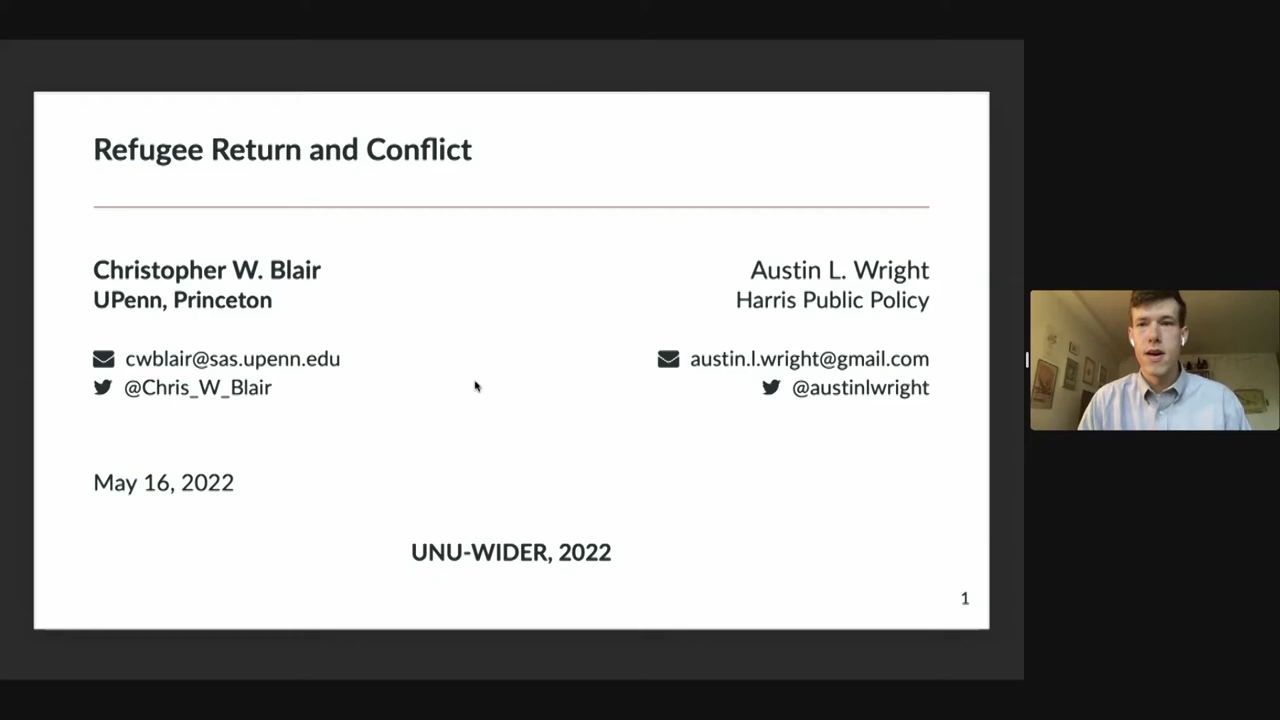 Refugee Return and Conflict
Christopher W. Blair
UPenn, Princeton
cwblair@sas.upenn.edu
@Chris_W_Blair
Austin L. Wright
Harris Public Policy
austin.l.wright@gmail.com
@austinlwright
May 16, 2022
UNU-WIDER, 2022
1